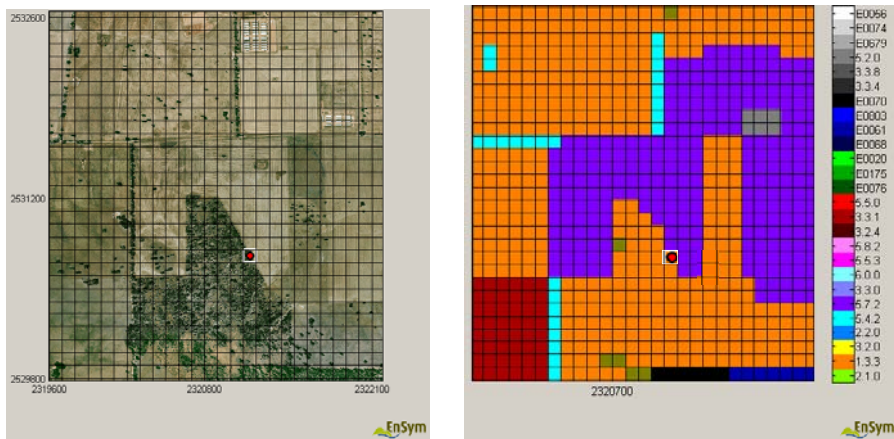 2532600
2531200
2529800
2319600
2320800
2322100
EnSym
2320700
E0066
E0074
E0679
5.2.0
3.3.8
3.3.4
E0070
E0803
E0061
E0068
E0020
E0175
E0076
5.5.0
3.3.1
3.2.4
5.8.2
5.5.3
6.0.0
3.3.0
5.7.2
5.4.2
2.2.0
3.2.0
1.3.3
2.1.0
EnSym